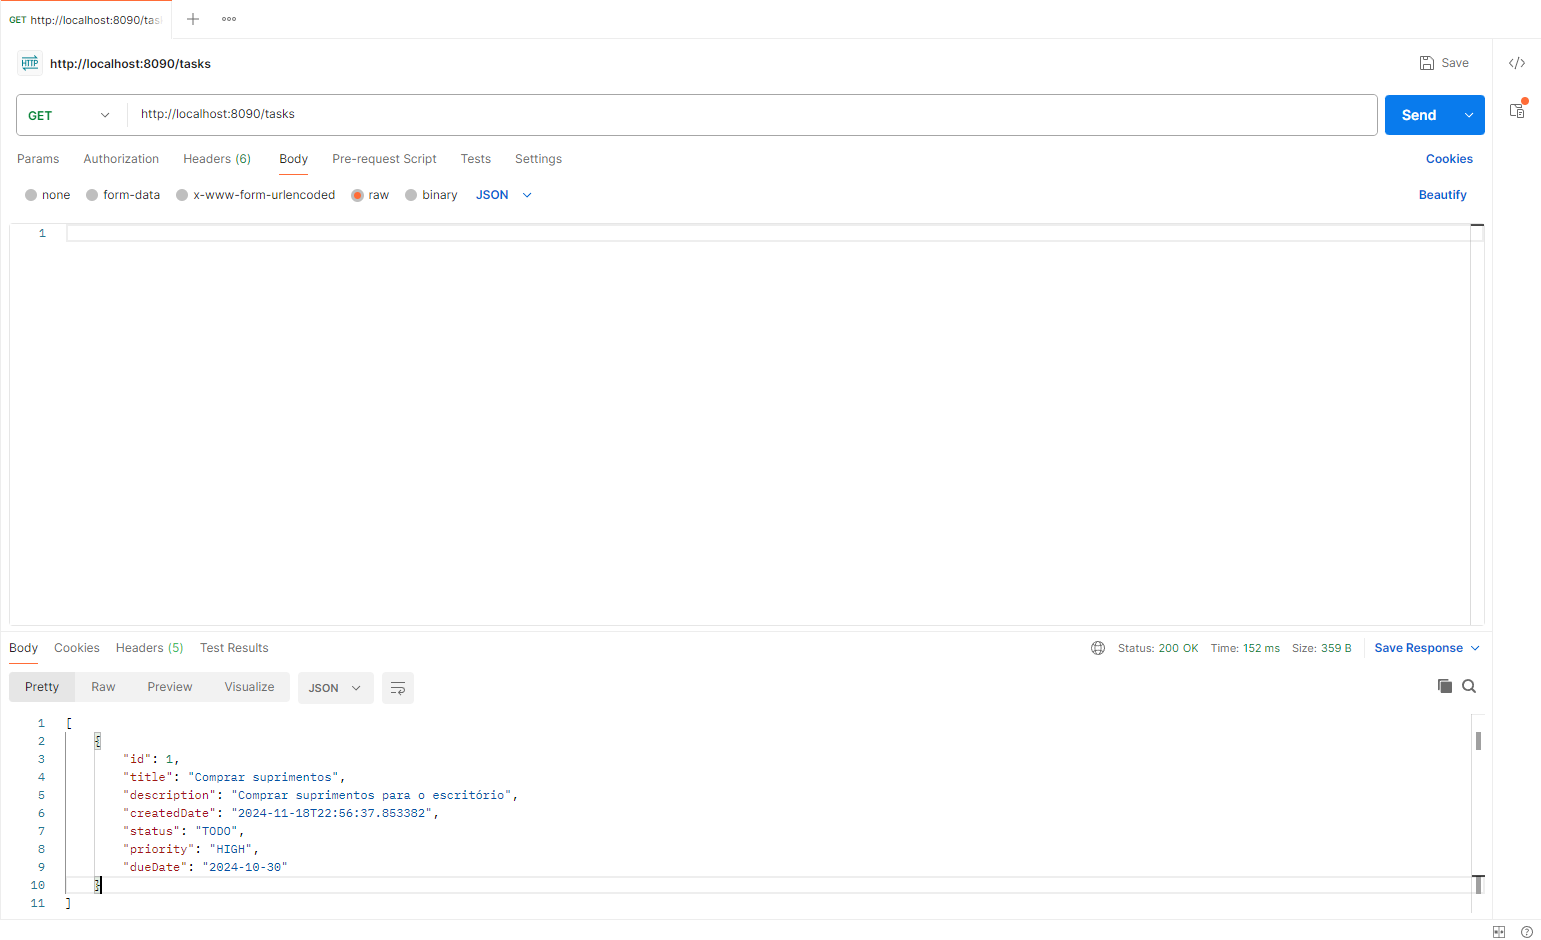 GET http://localhost:8090/tas
HTTP http://localhost:8090/tasks
Save
GET http://localhost:8090/tasks
Send
Params Authorization Headers (6) Body Pre-request Script Tests Settings Cookies
none form-data x-www-form-urlencoded raw binary JSON Beautify
1
Body Cookies Headers (5) Test Results Status: 200 OK Time: 152 ms Size: 359 B Save Response
Pretty Raw Preview Visualize JSON
1 [
2 {
3 "id": 1,
4 "title": "Comprar suprimentos",
5 "description": "Comprar suprimentos para o escritório",
6 "createdDate": "2024-11-18T22:56:37.853382",
7 "status": "TODO",
8 "priority": "HIGH",
9 "dueDate": "2024-10-30"
10 }
11 ]